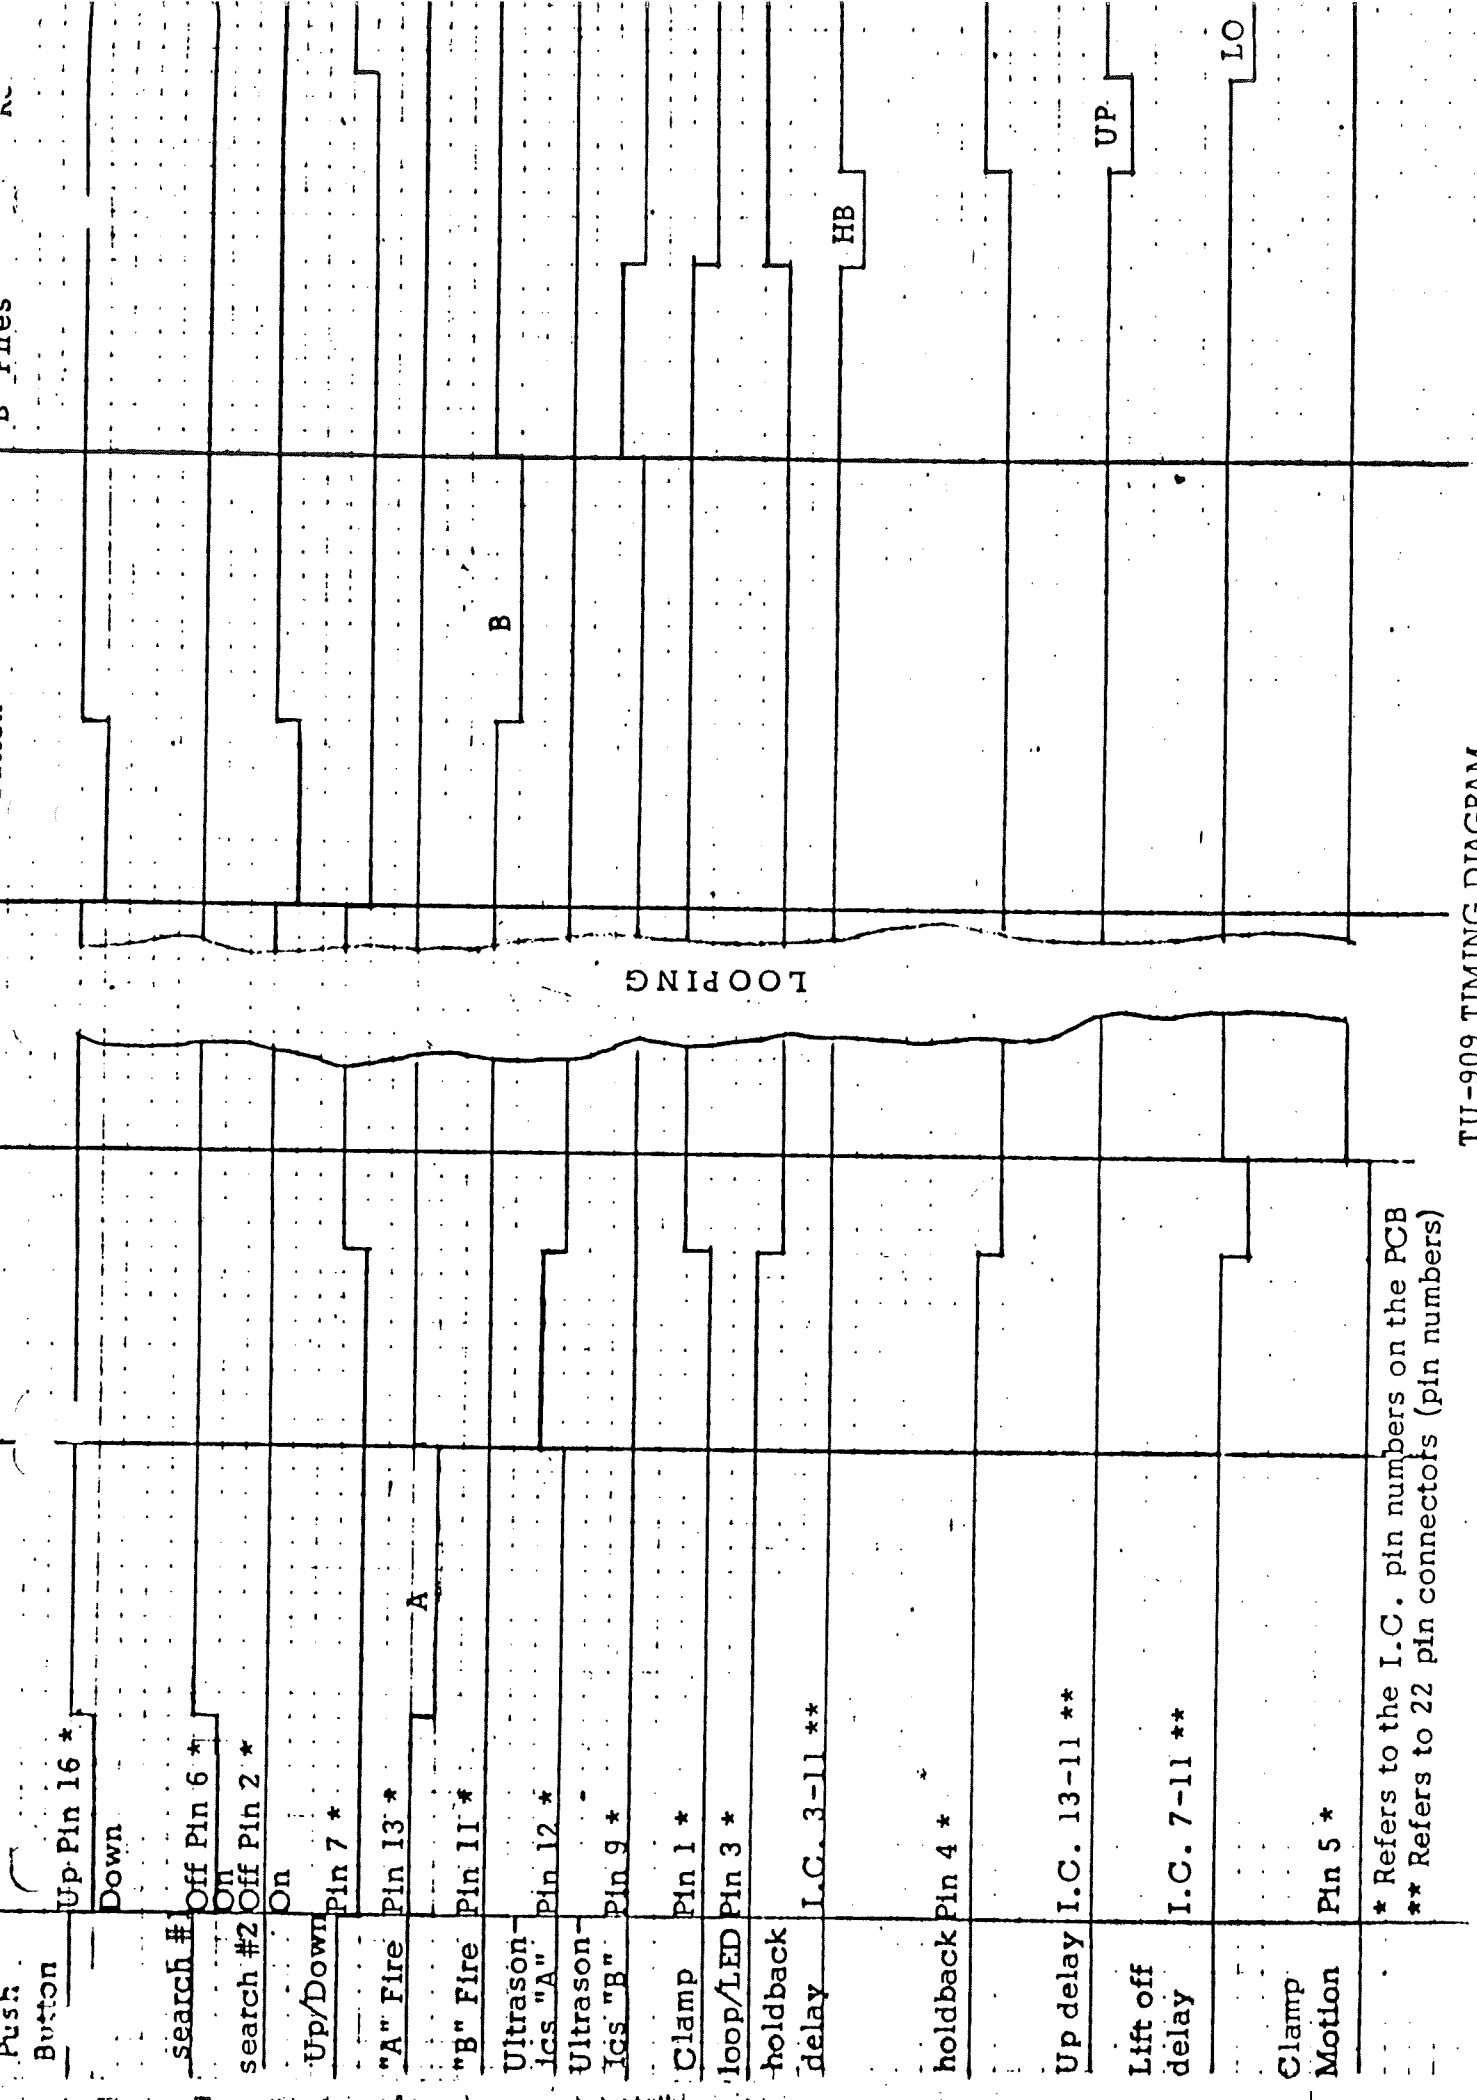 Push
Button
Up Pin 16 *
Down
search #
Off Pin 6 *
On
search #2 Off Pin 2 *
On
Up/Down Pin 7 *
"A" Fire Pin 13 *
A
"B" Fire Pin 11 *
B
Ultrason-
ics "A" Pin 12 *
Ultrason-
ics "B" Pin 9 *
Clamp Pin 1 *
loop/LED Pin 3 *
holdback
delay I.C. 3-11 **
HB
holdback Pin 4 *
Up delay I.C. 13-11 **
UP
Lift off
delay I.C. 7-11 **
LO
Clamp
Motion Pin 5 *
LOOPING
* Refers to the I.C. pin numbers on the PCB
** Refers to 22 pin connectors (pin numbers)
TU-909 TIMING DIAGRAM